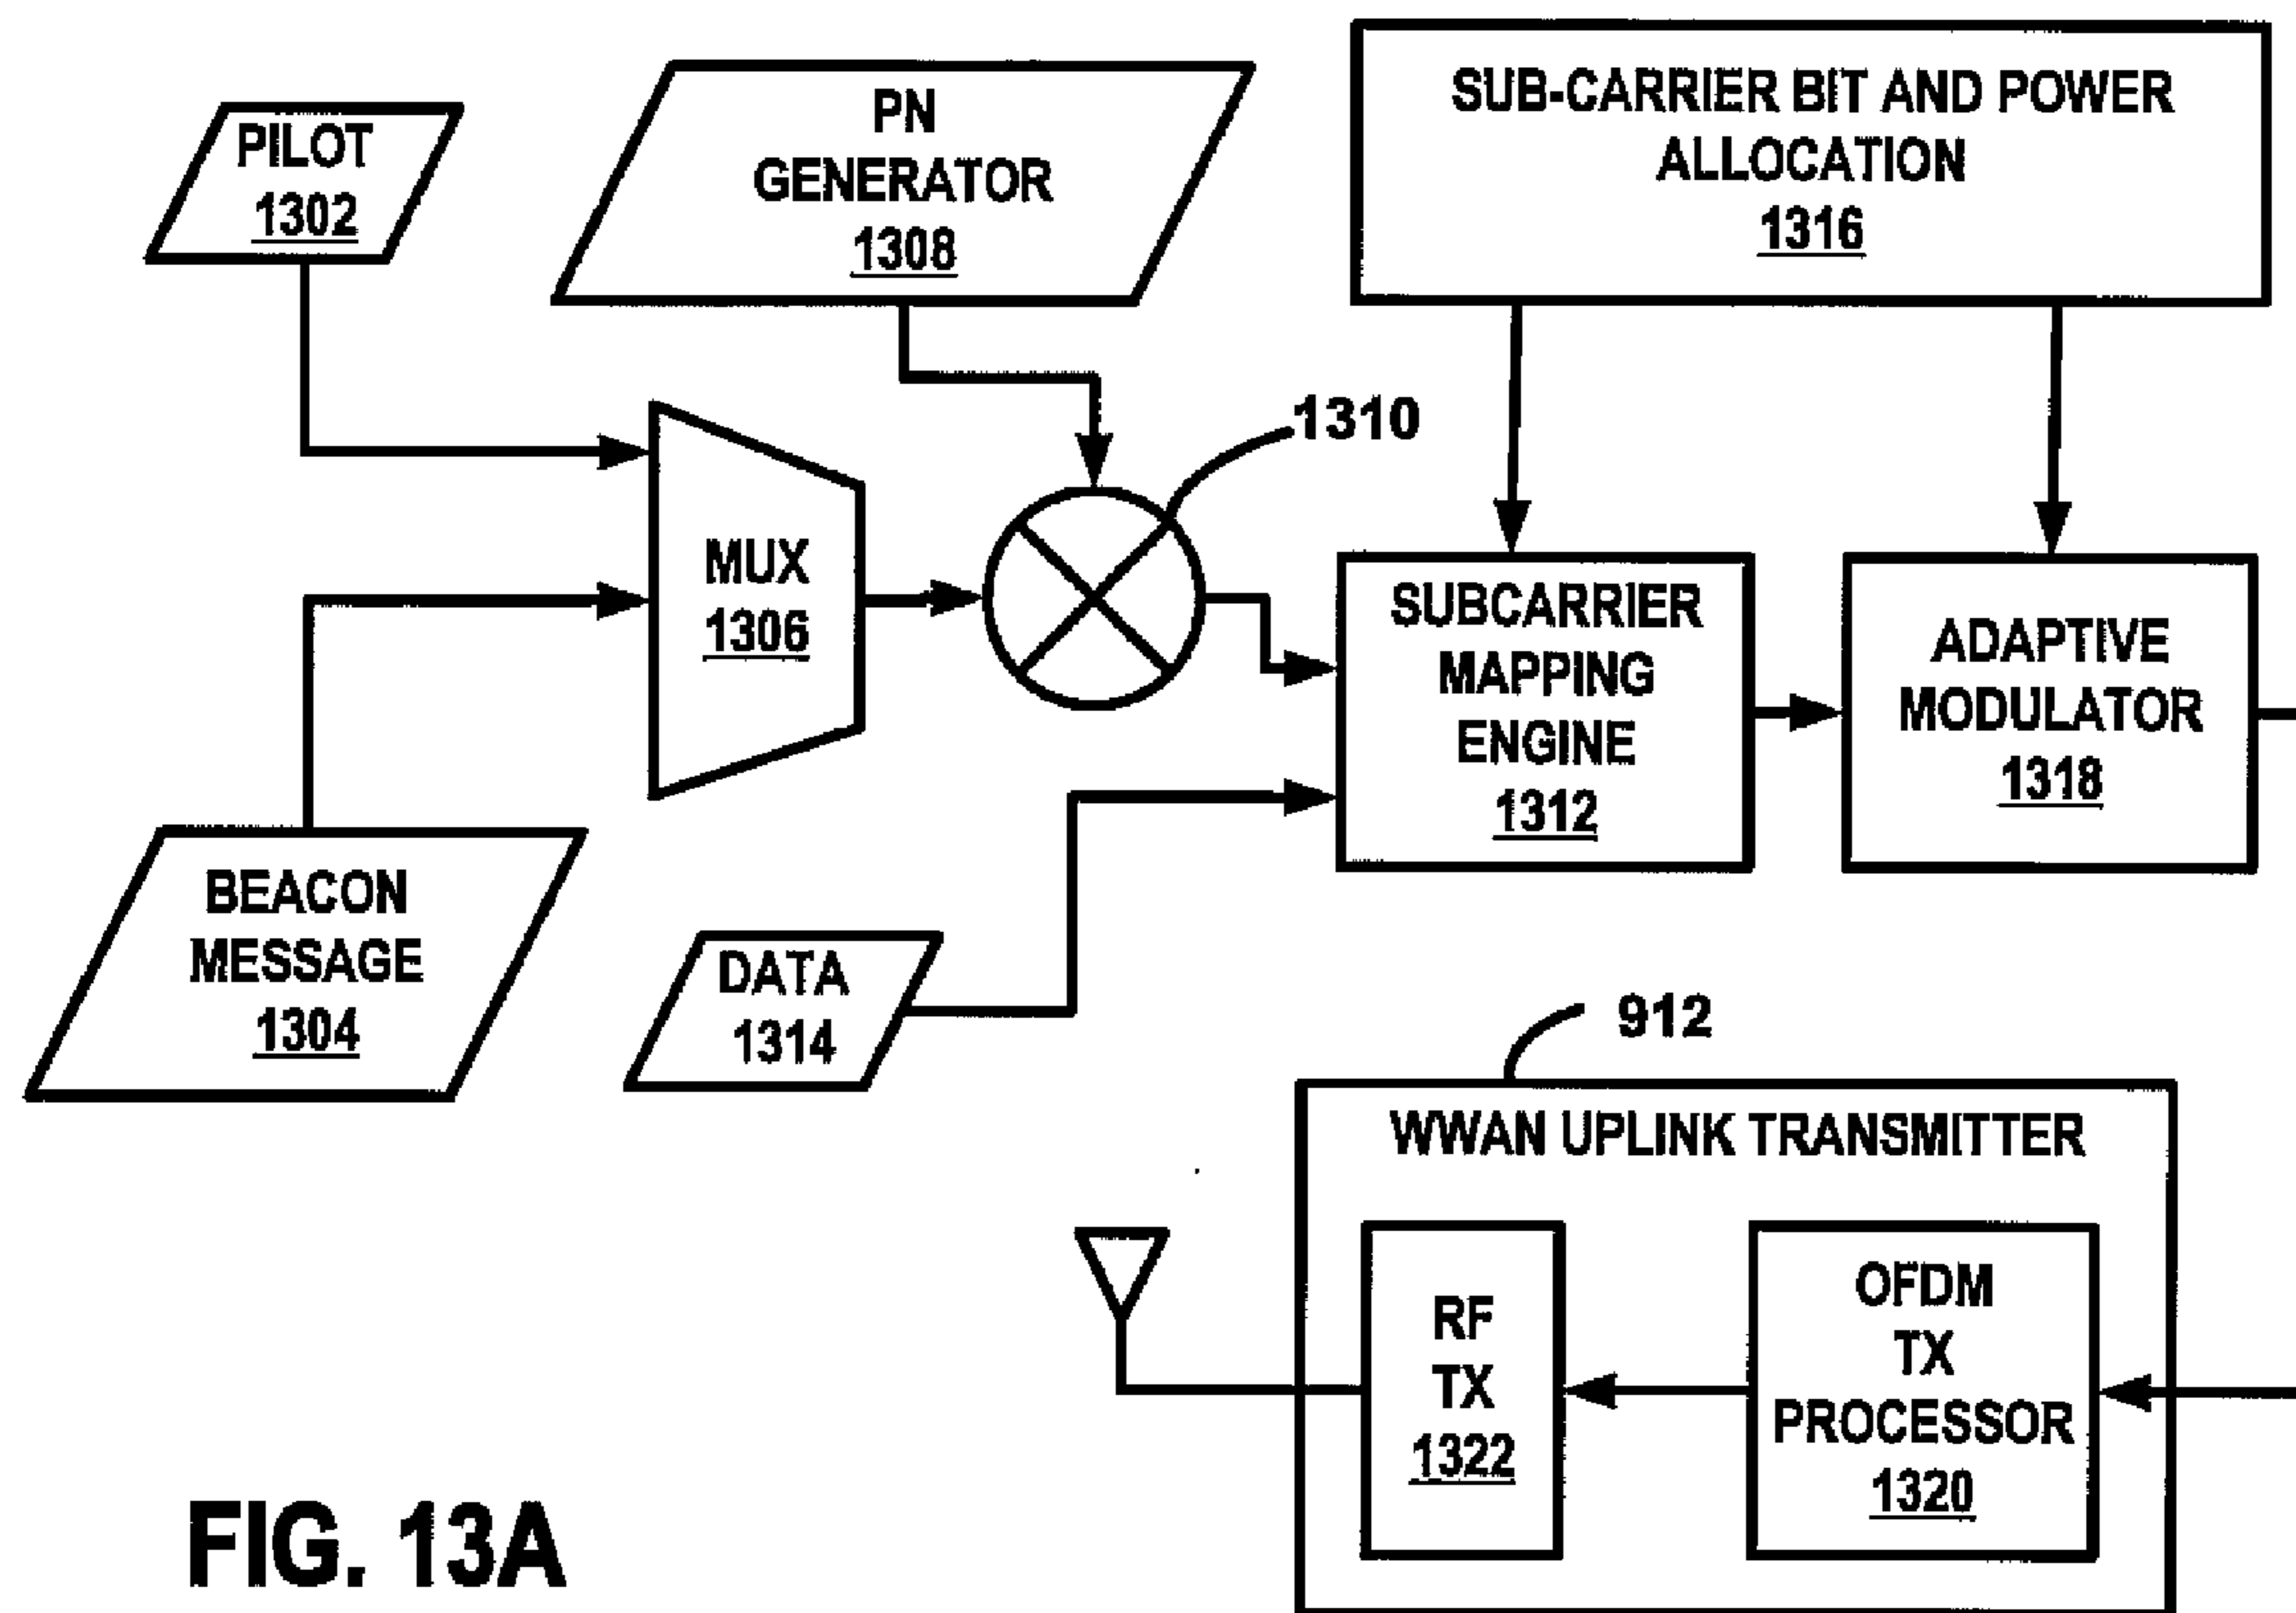 PILOT
1302
PN
GENERATOR
1308
SUB-CARRIER BIT AND POWER
ALLOCATION
1316
1310
MUX
1306
SUBCARRIER
MAPPING
ENGINE
1312
ADAPTIVE
MODULATOR
1318
BEACON
MESSAGE
1304
DATA
1314
912
WWAN UPLINK TRANSMITTER
RF
TX
1322
OFDM
TX
PROCESSOR
1320
FIG. 13A